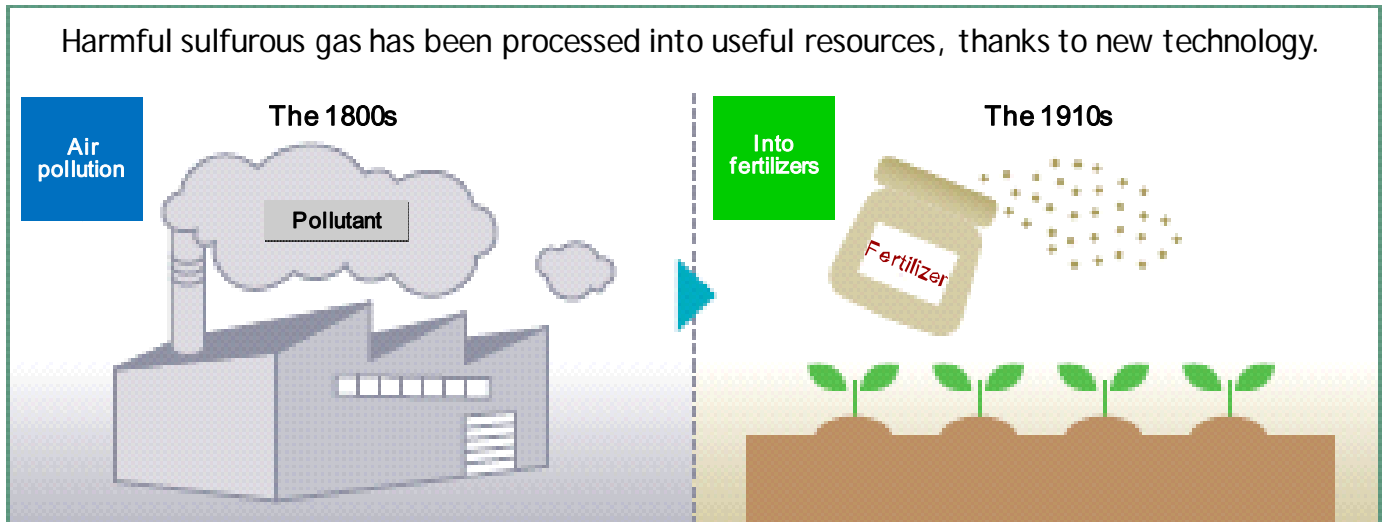 Harmful sulfurous gas has been processed into useful resources, thanks to new technology.
Air
pollution
The 1800s
Pollutant
Into
fertilizers
The 1910s
Fertilizer